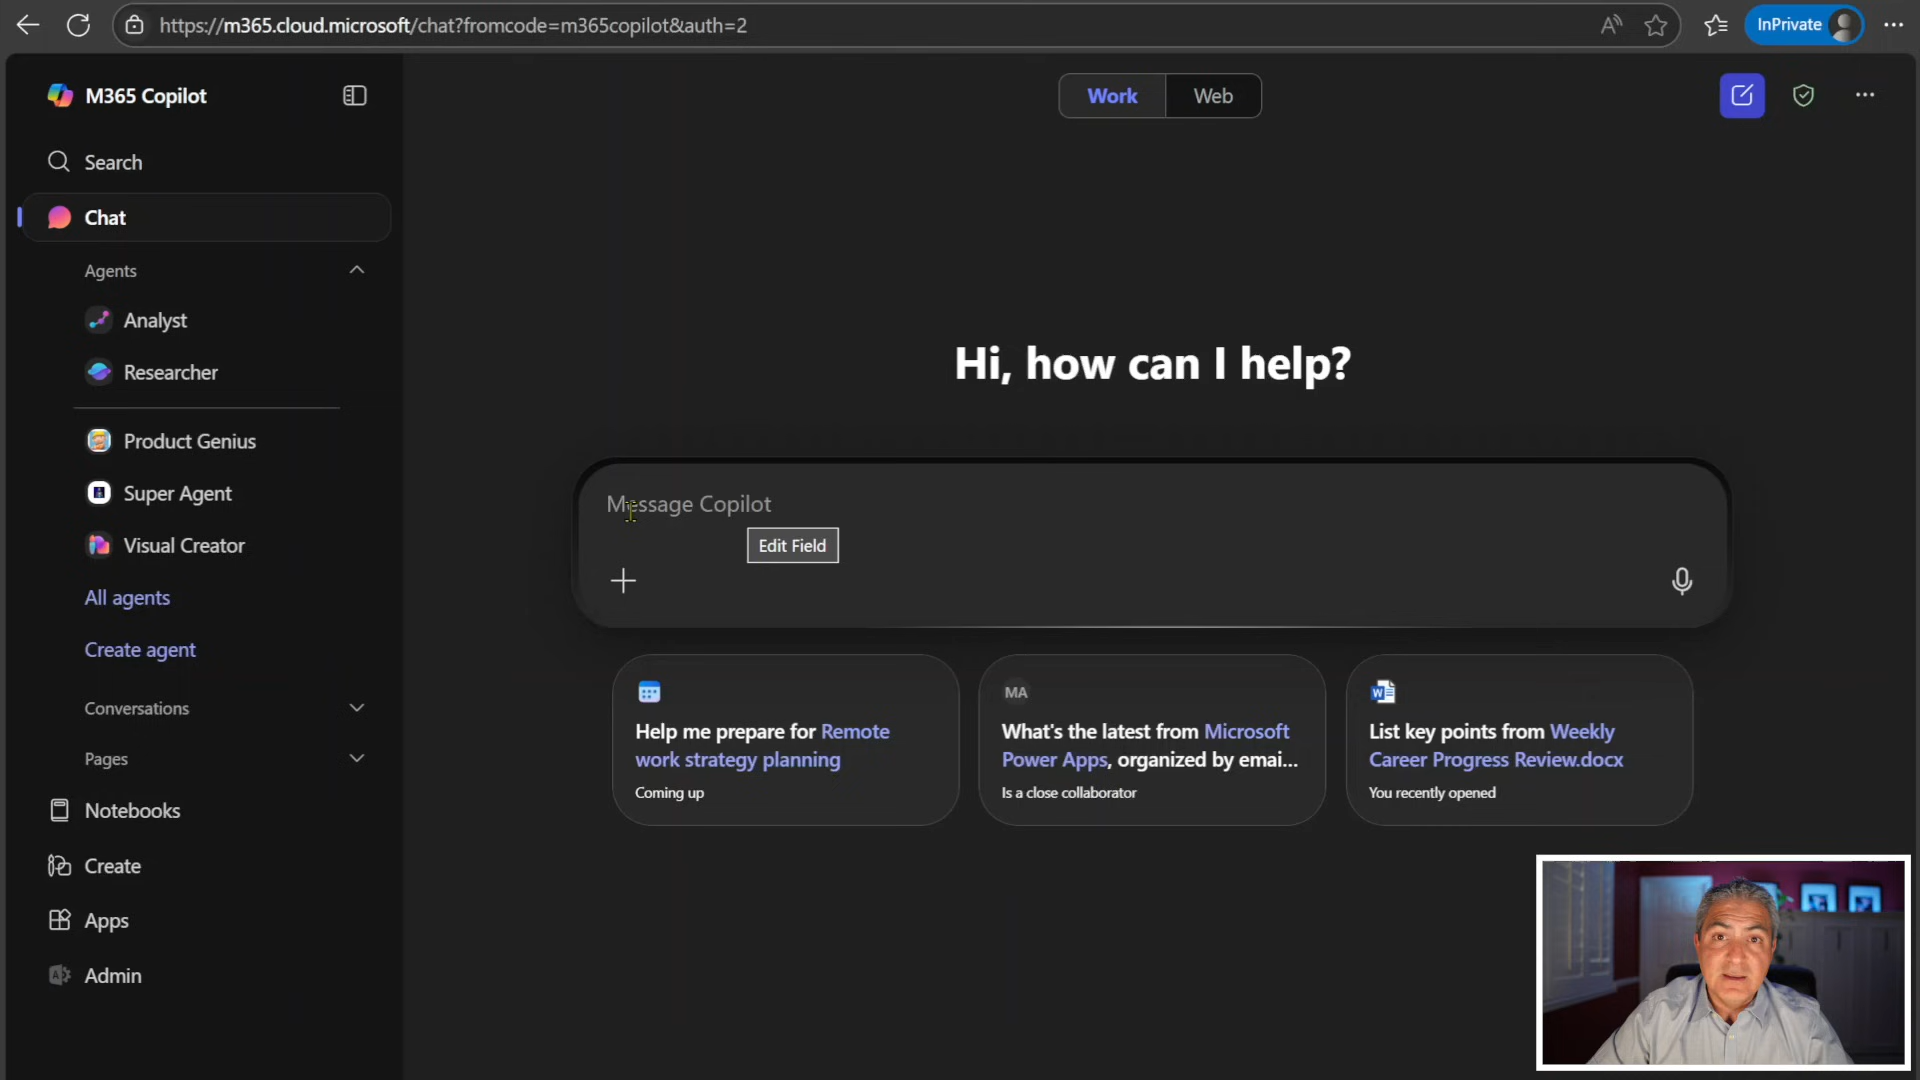 https://m365.cloud.microsoft/chat?fromcode=m365copilot&auth=2
InPrivate
M365 Copilot
Work
Web
Search
Chat
Agents
Analyst
Researcher
Product Genius
Super Agent
Visual Creator
All agents
Create agent
Conversations
Pages
Notebooks
Create
Apps
Admin
Hi, how can I help?
Message Copilot
Edit Field
Help me prepare for Remote
work strategy planning
Coming up
MA
What's the latest from Microsoft
Power Apps, organized by emai...
Is a close collaborator
List key points from Weekly
Career Progress Review.docx
You recently opened